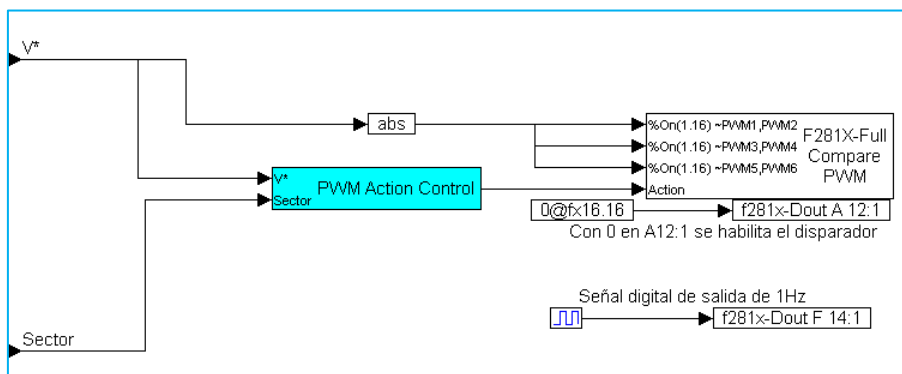 V*
abs
%On(1.16) ~PWM1,PWM2
%On(1.16) ~PWM3,PWM4
%On(1.16) ~PWM5,PWM6
Action
F281X-Full
Compare
PWM
V*
Sector
PWM Action Control
0@fx16.16
f281x-Dout A 12:1
Con 0 en A12:1 se habilita el disparador
Señal digital de salida de 1Hz
f281x-Dout F 14:1
Sector